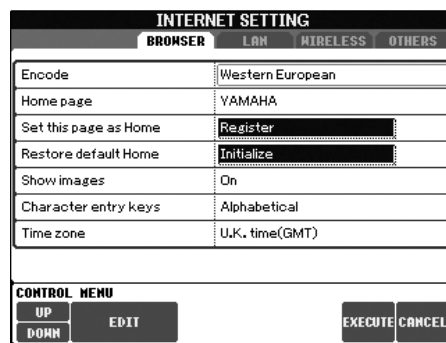 INTERNET SETTING
BROWSER LAN WIRELESS OTHERS
Encode Western European
Home page YAMAHA
Set this page as Home Register
Restore default Home Initialize
Show images On
Character entry keys Alphabetical
Time zone U.K. time(GMT)
CONTROL MENU
UP
DOWN
EDIT
EXECUTE
CANCEL